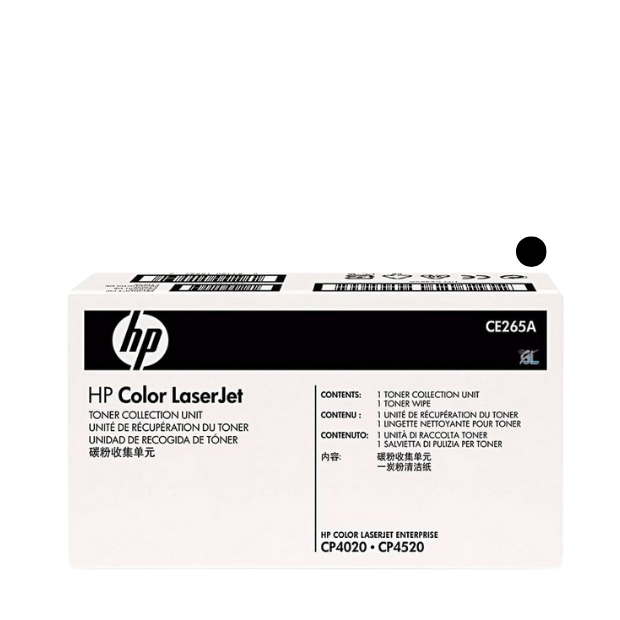 hp
CE265A
HP Color LaserJet
TONER COLLECTION UNIT
UNITÉ DE RÉCUPÉRATION DU TONER
UNIDAD DE RECOGIDA DE TÓNER
碳粉收集单元
CONTENTS: 1 TONER COLLECTION UNIT
1 TONER WIPE
CONTENU : 1 UNITÉ DE RÉCUPÉRATION DU TONER
1 LINGETTE NETTOYANTE POUR TONER
CONTENUTO: 1 UNITÀ DI RACCOLTA TONER
1 SALVIETTA DI PULIZIA PER TONER
内容: 碳粉收集单元
一炭粉清洁纸
HP COLOR LASERJET ENTERPRISE
CP4020 • CP4520